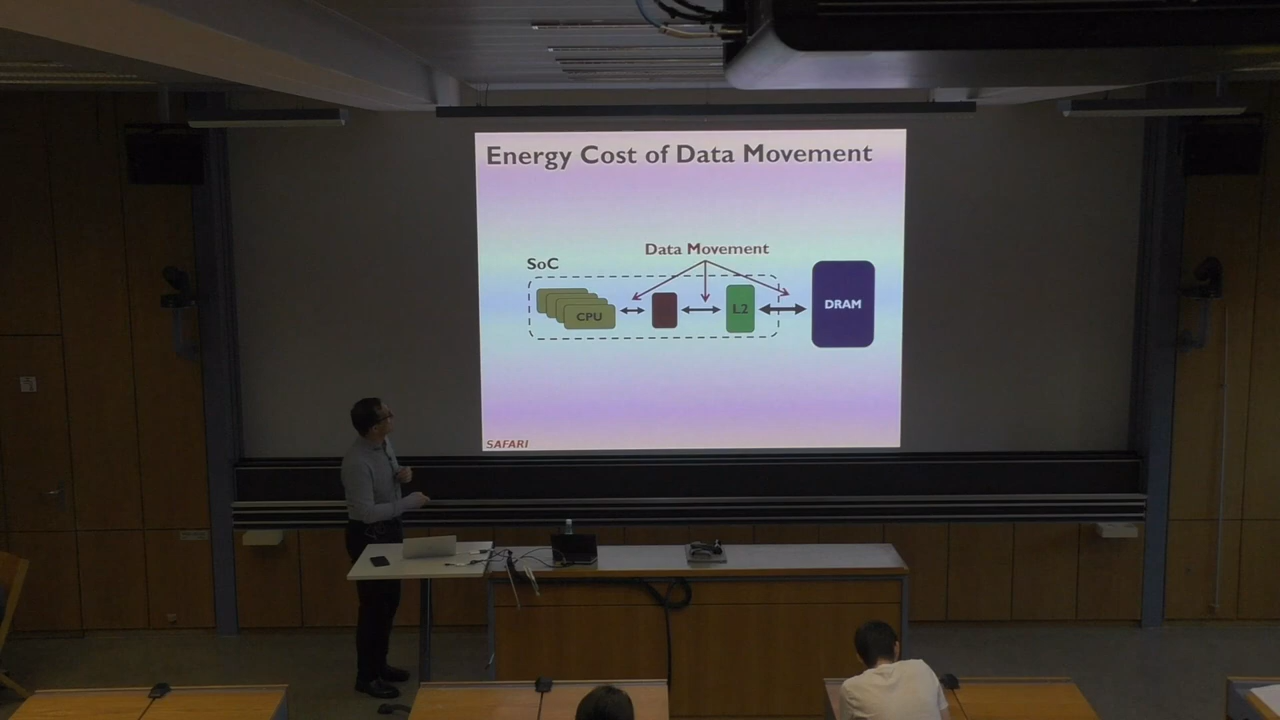 Energy Cost of Data Movement
Data Movement
SoC
CPU
L2
DRAM
SAFARI